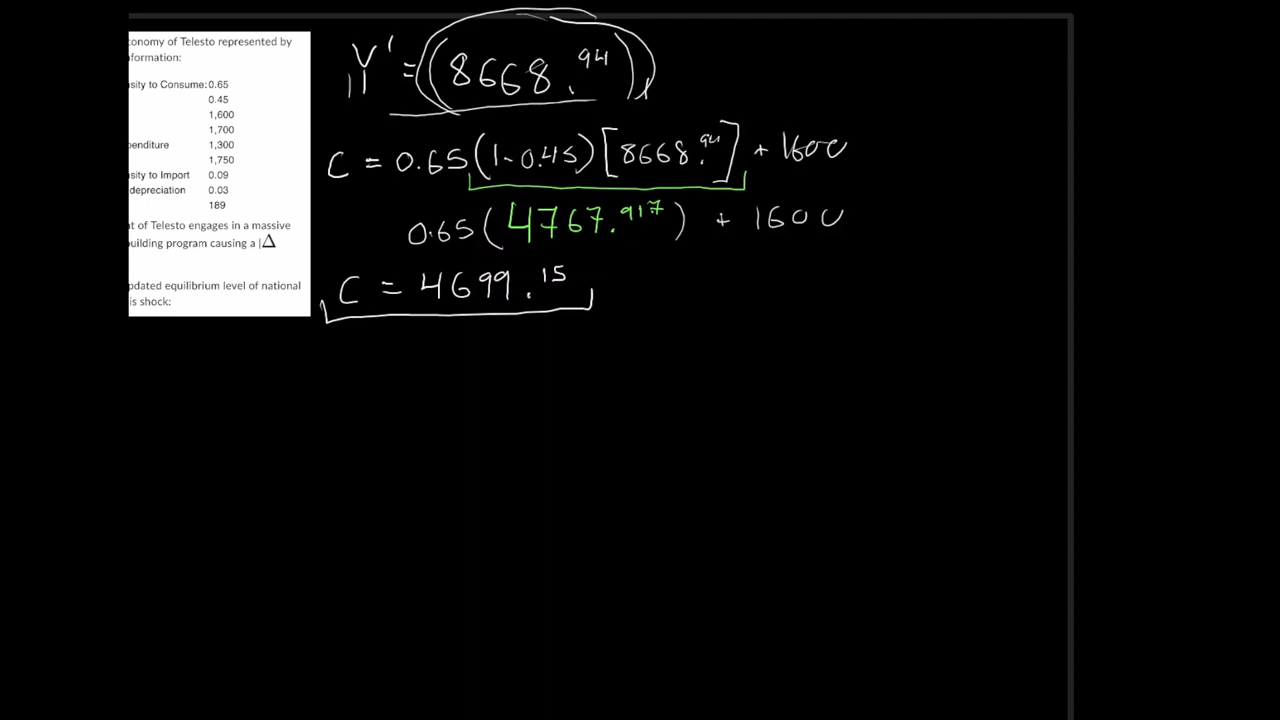 conomy of Telesto represented by
formation:
sity to Consume: 0.65
0.45
1,600
1,700
penditure 1,300
1,750
sity to Import 0.09
depreciation 0.03
189
t of Telesto engages in a massive
uilding program causing a |Δ
pdated equilibrium level of national
is shock:
Y' = (8668.94)
C = 0.65(1-0.45)[8668.94] + 1600
0.65(4767.917) + 1600
C = 4699.15